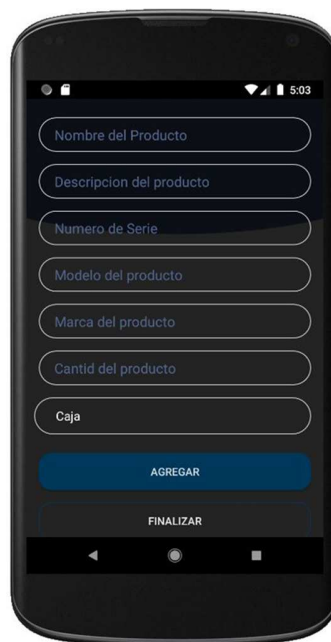 5:03
Nombre del Producto
Descripcion del producto
Numero de Serie
Modelo del producto
Marca del producto
Cantid del producto
Caja
AGREGAR
FINALIZAR